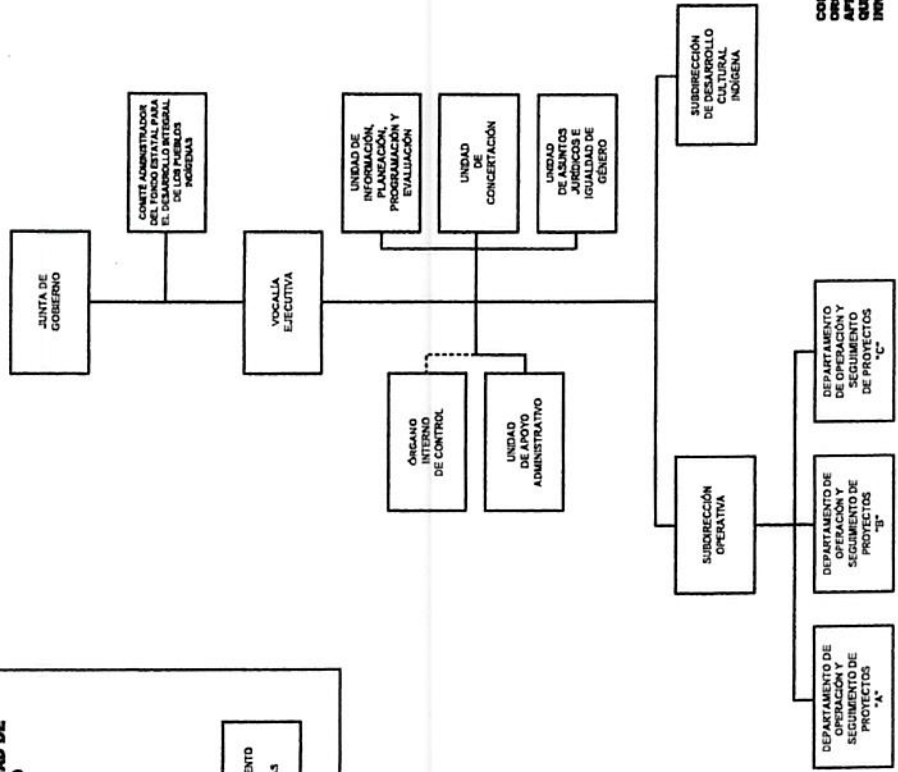 JUNTA DE
GOBIERNO
COMITÉ ADMINISTRADOR
DEL FONDO ESTATAL PARA
EL DESARROLLO INTEGRAL
DE LOS PUEBLOS
INDÍGENAS
VOCALÍA
EJECUTIVA
UNIDAD DE
INFORMACIÓN,
PLANEACIÓN,
PROGRAMACIÓN Y
EVALUACIÓN
UNIDAD
DE
CONCERTACIÓN
UNIDAD
DE ASUNTOS
JURÍDICOS E
IGUALDAD DE
GÉNERO
ÓRGANO
INTERNO
DE CONTROL
UNIDAD
DE APOYO
ADMINISTRATIVO
SUBDIRECCIÓN
OPERATIVA
SUBDIRECCIÓN
DE DESARROLLO
CULTURAL
INDÍGENA
DEPARTAMENTO DE
OPERACIÓN Y
SEGUIMIENTO DE
PROYECTOS
"A"
DEPARTAMENTO DE
OPERACIÓN Y
SEGUIMIENTO DE
PROYECTOS
"B"
DEPARTAMENTO
DE OPERACIÓN Y
SEGUIMIENTO
DE PROYECTOS
"C"